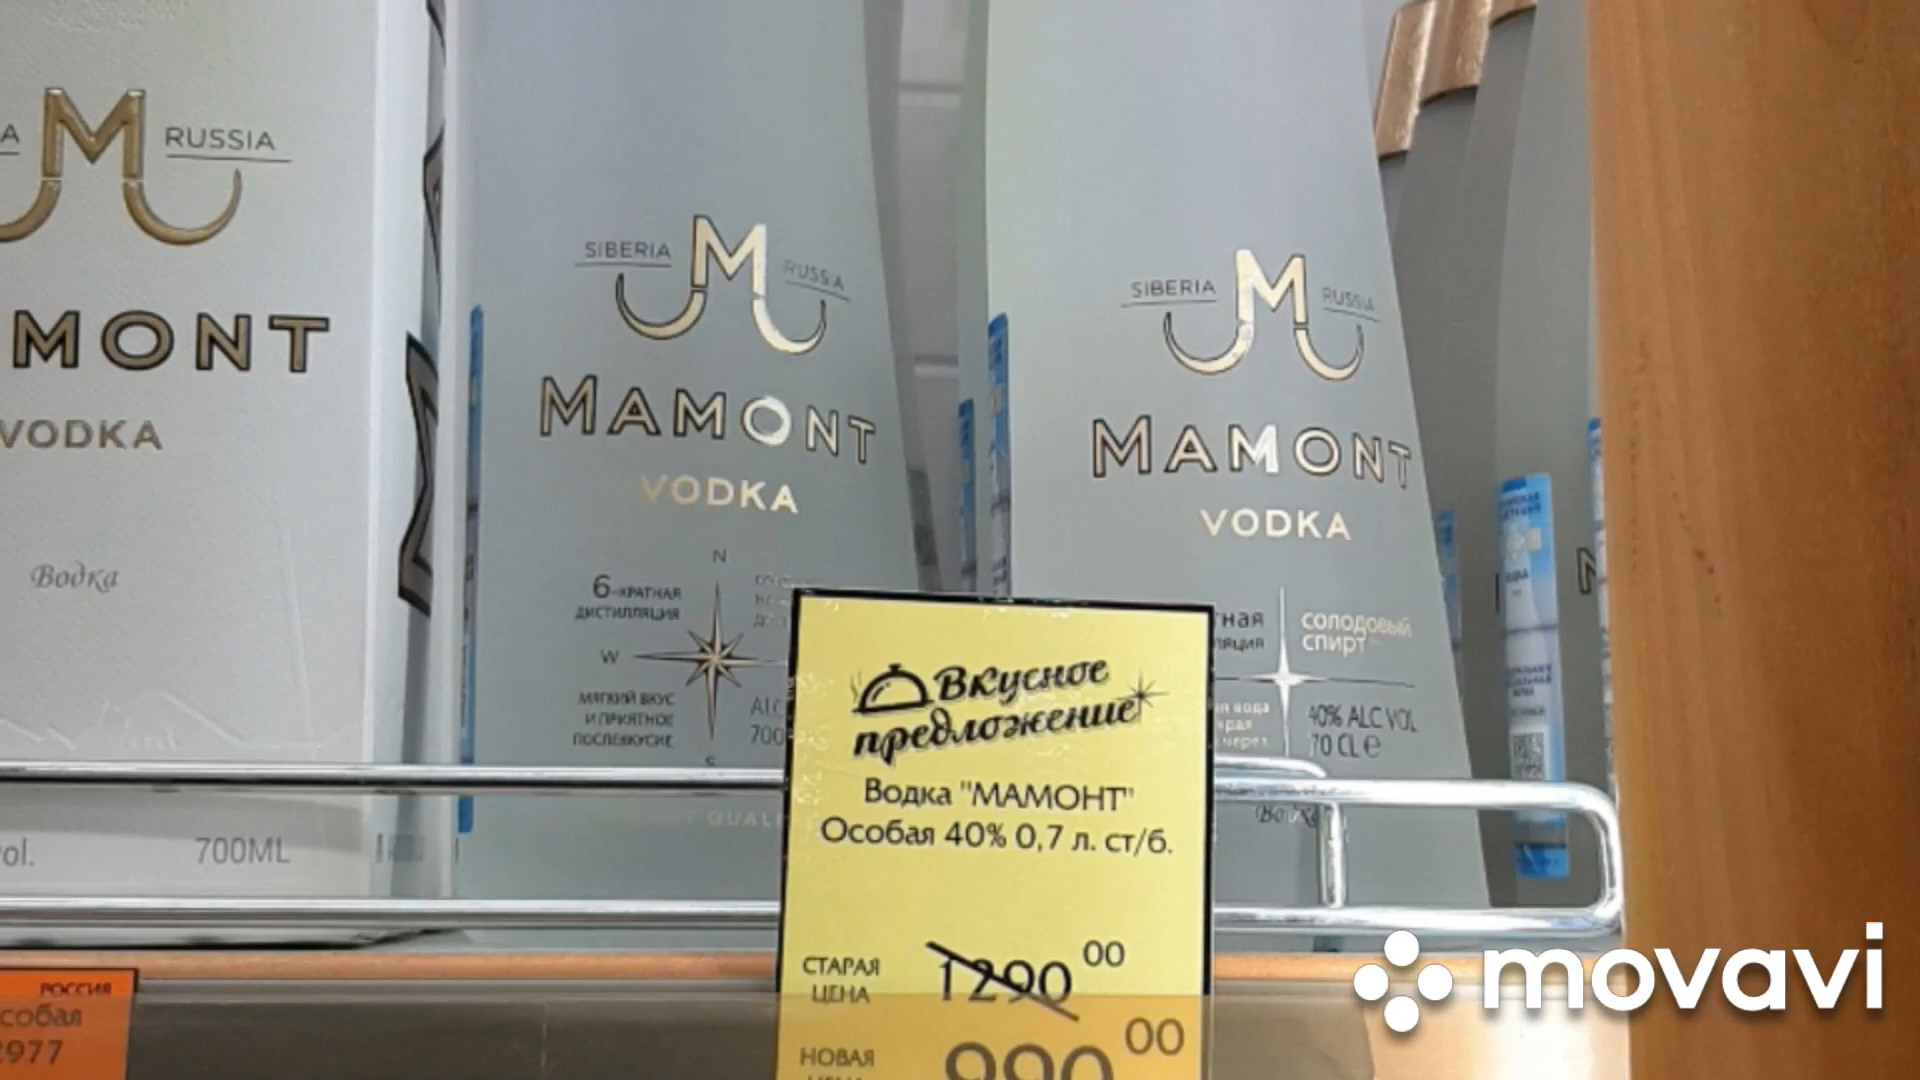 RUSSIA
MONT
VODKA
Водка
700ML
SIBERIA
M
RUSSIA
MAMONT
VODKA
N
6-КРАТНАЯ
ДИСТИЛЛЯЦИЯ
W
МЯГКИЙ ВКУС
И ПРИЯТНОЕ
ПОСЛЕВКУСИЕ
S
SIBERIA
M
RUSSIA
MAMONT
VODKA
СОЛОДОВЫЙ
СПИРТ
40% ALC VOL
70 CL e
Вкусное
предложение
Водка "МАМОНТ"
Особая 40% 0,7 л. ст/б.
СТАРАЯ
ЦЕНА
1290 00
НОВАЯ
990 00
РОССИЯ
movavi